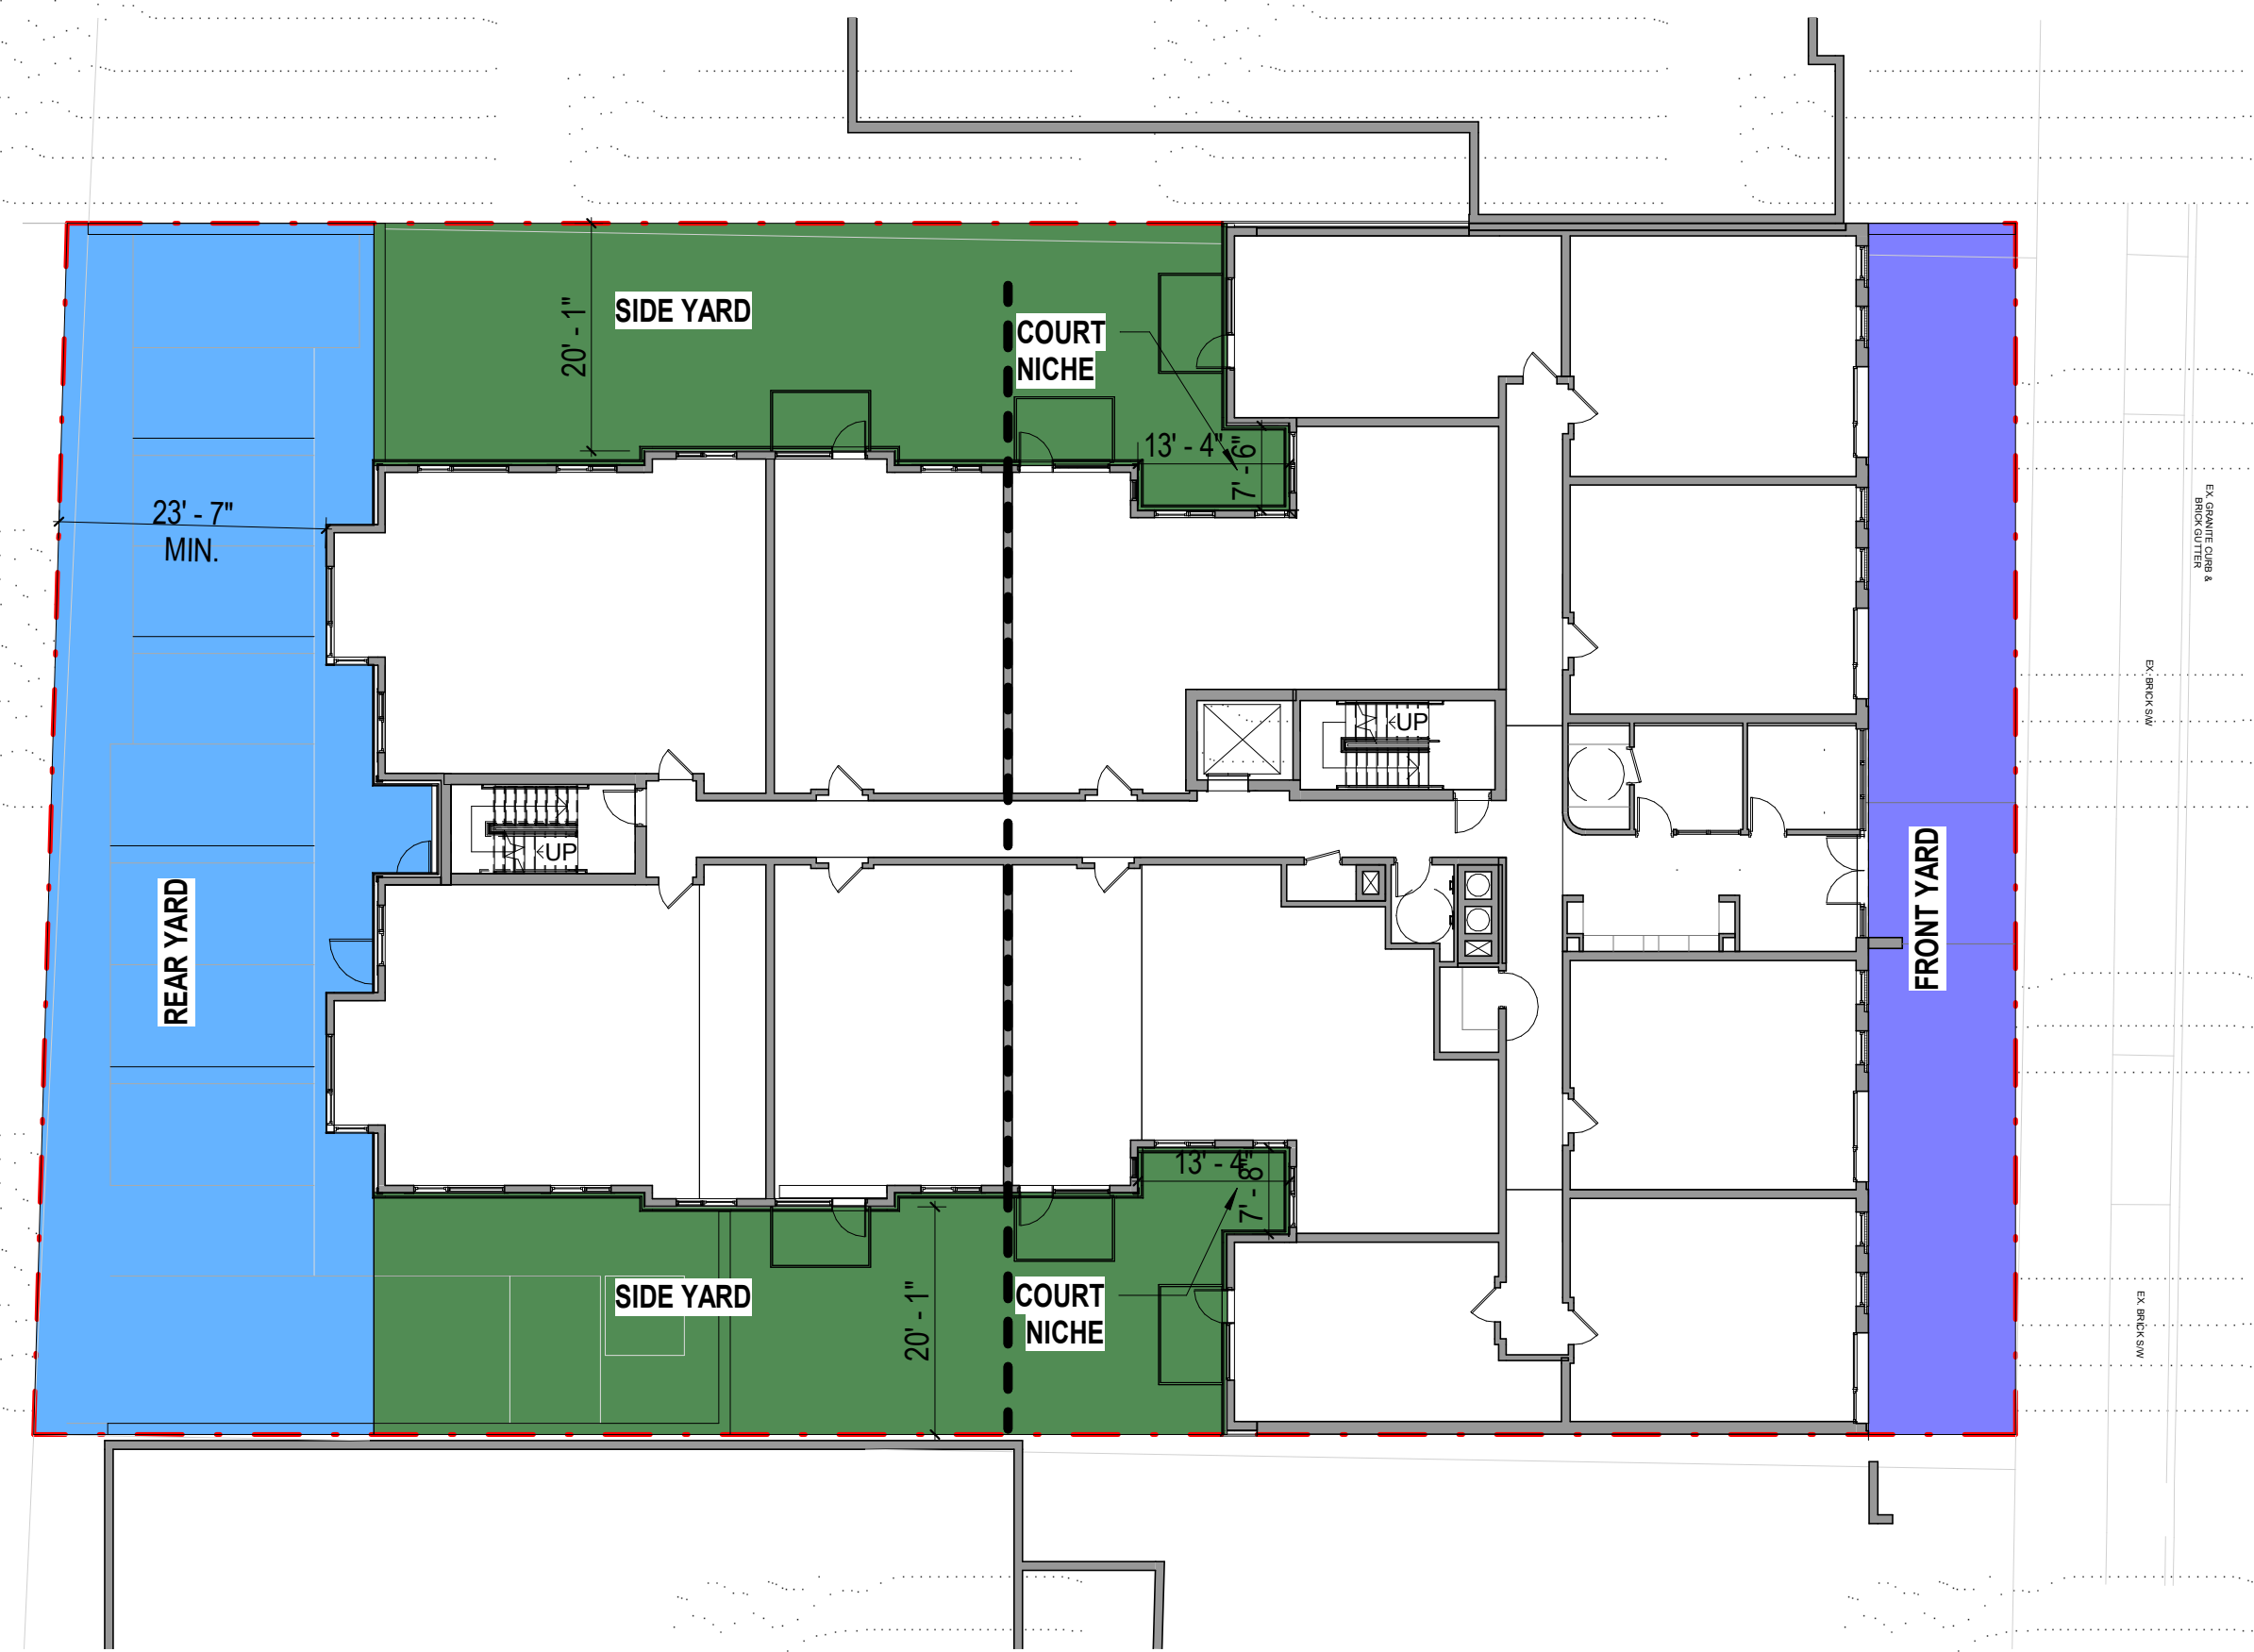 SIDE YARD
20' - 1"
COURT
NICHE
13' - 4"
7' - 6"
23' - 7"
MIN.
EX. GRANITE CURB &
BRICK GUTTER
EX. BRICK S/W
UP
UP
REAR YARD
FRONT YARD
13' - 4"
7' - 8"
SIDE YARD
20' - 1"
COURT
NICHE
EX. BRICK S/W